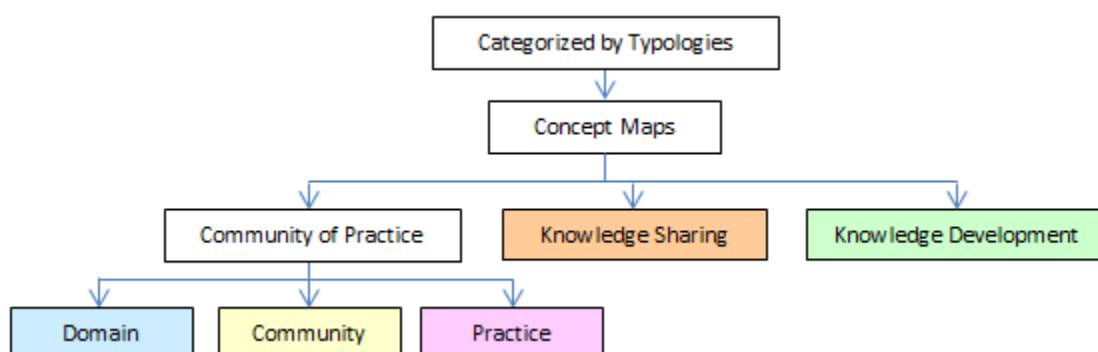 Categorized by Typologies
Concept Maps
Community of Practice
Knowledge Sharing
Knowledge Development
Domain
Community
Practice